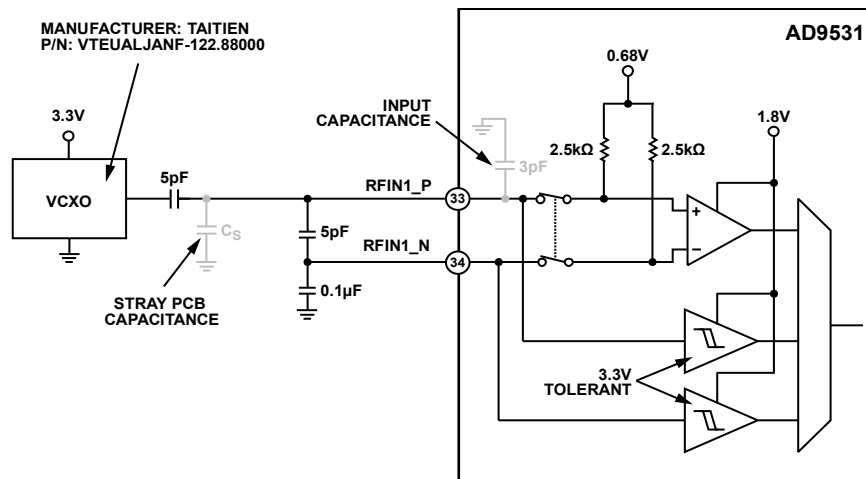 MANUFACTURER: TAITIEN
P/N: VTEUALJANF-122.88000
AD9531
0.68V
3.3V
INPUT
CAPACITANCE
1.8V
2.5kΩ
2.5kΩ
3pF
VCXO
5pF
RFIN1_P
33
+
CS
5pF
RFIN1_N
34
–
0.1µF
STRAY PCB
CAPACITANCE
3.3V
TOLERANT